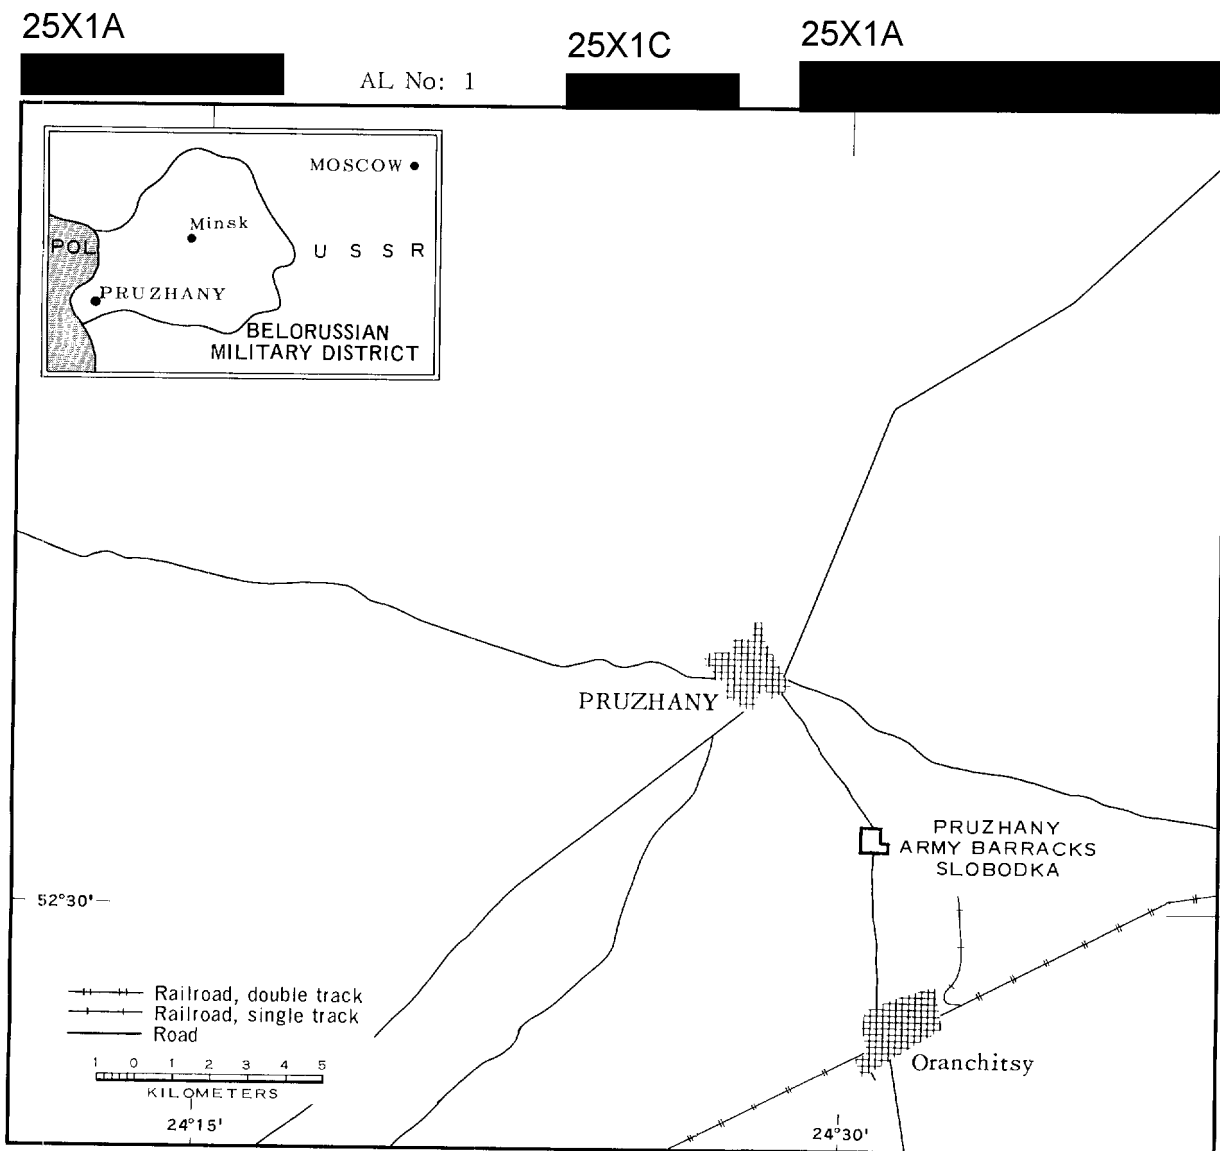 25X1A
25X1C
25X1A
AL No: 1
MOSCOW
Minsk
POL
U S S R
PRUZHANY
BELORUSSIAN
MILITARY DISTRICT
PRUZHANY
PRUZHANY
ARMY BARRACKS
SLOBODKA
52°30'
Railroad, double track
Railroad, single track
Road
1 0 1 2 3 4 5
KILOMETERS
Oranchitsy
24°15'
24°30'